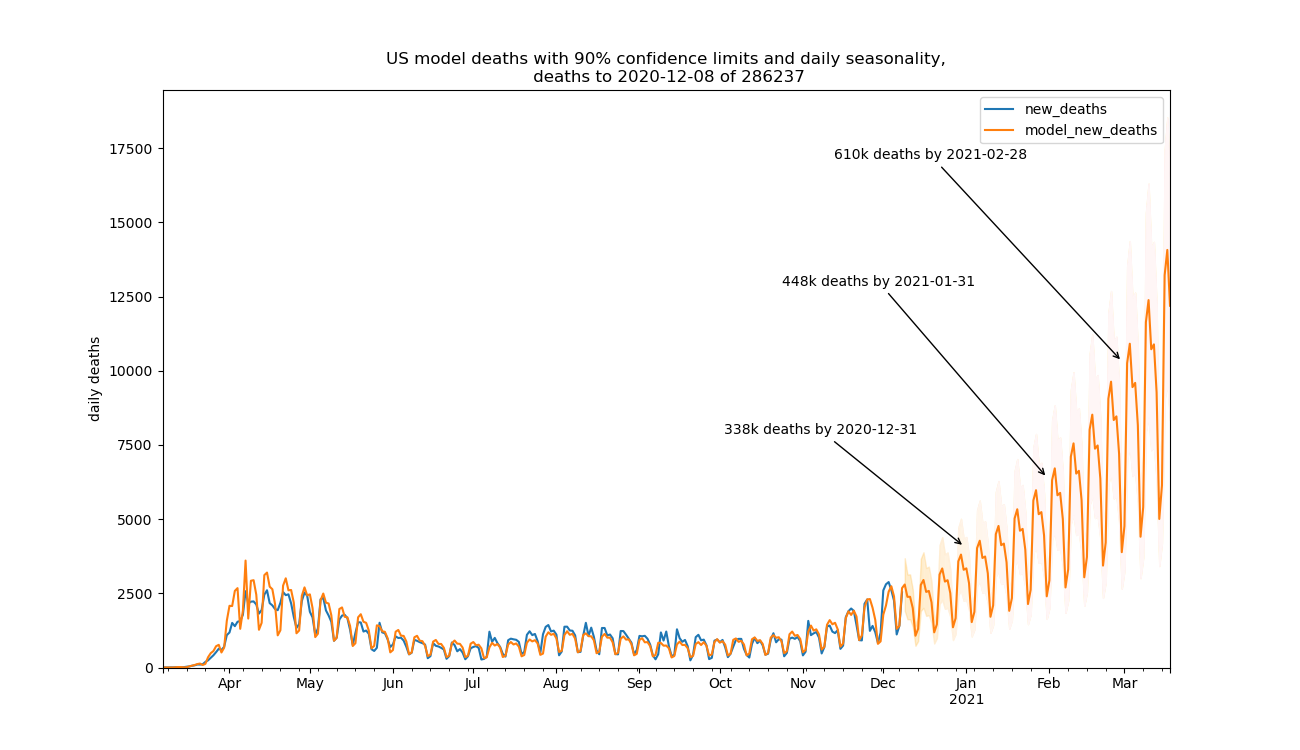 US model deaths with 90% confidence limits and daily seasonality,
deaths to 2020-12-08 of 286237
new_deaths
model_new_deaths
17500
15000
12500
10000
7500
5000
2500
0
daily deaths
610k deaths by 2021-02-28
448k deaths by 2021-01-31
338k deaths by 2020-12-31
Apr May Jun Jul Aug Sep Oct Nov Dec Jan Feb Mar
2021